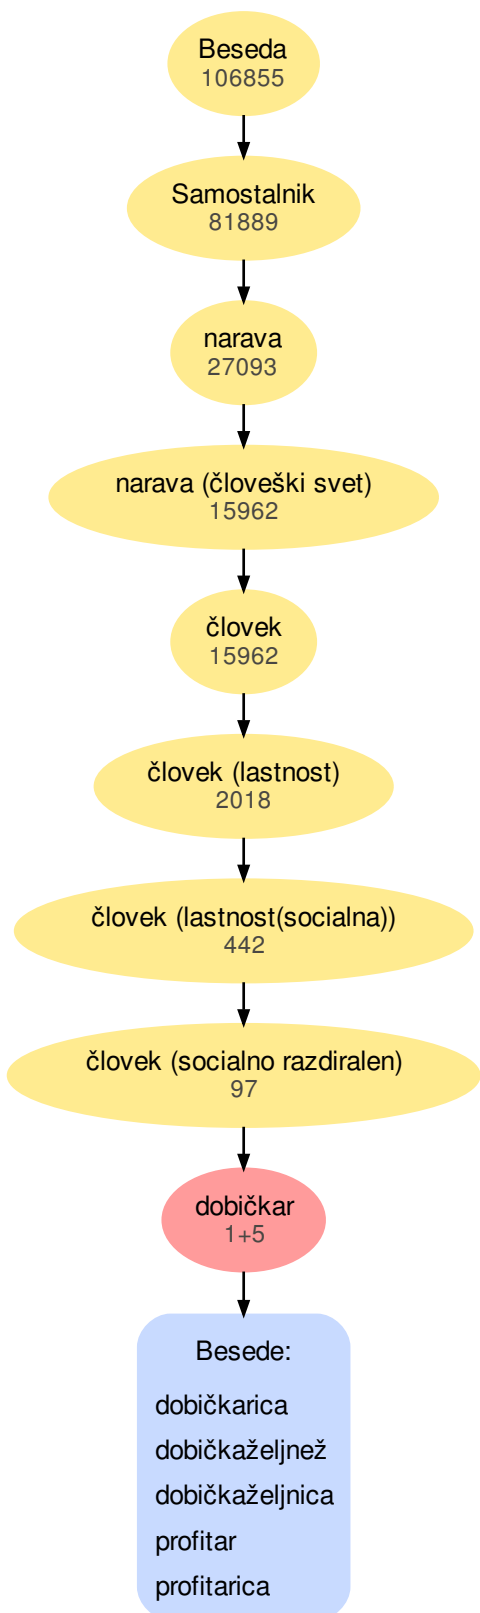 Beseda
106855
Samostalnik
81889
narava
27093
narava (človeški svet)
15962
človek
15962
človek (lastnost)
2018
človek (lastnost(socialna))
442
človek (socialno razdiralen)
97
dobičkar
1+5
Besede:
dobičkarica
dobičkaželjnež
dobičkaželjnica
profitar
profitarica